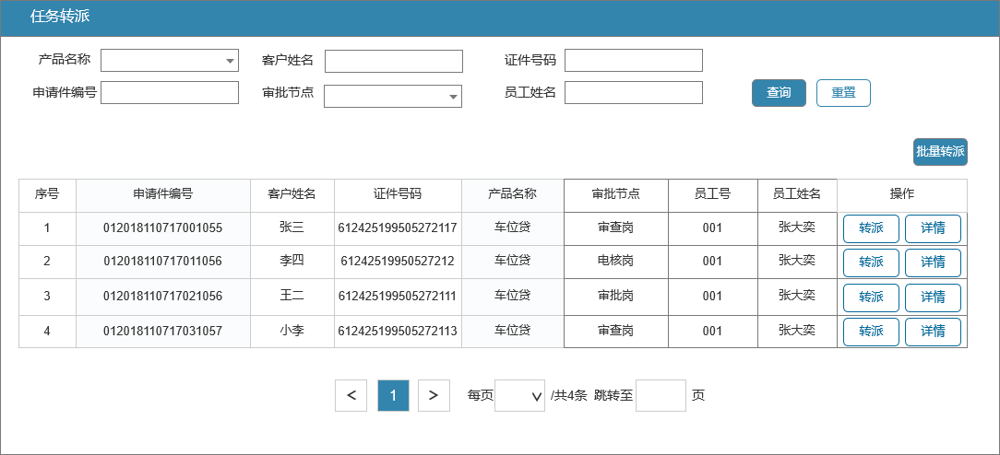 任务转派
产品名称 客户姓名 证件号码
申请件编号 审批节点 员工姓名 查询 重置
批量转派
序号 申请件编号 客户姓名 证件号码 产品名称 审批节点 员工号 员工姓名 操作
1 012018110717001055 张三 612425199505272117 车位贷 审查岗 001 张大奕 转派 详情
2 012018110717011056 李四 61242519950527212 车位贷 电核岗 001 张大奕 转派 详情
3 012018110717021056 王二 612425199505272111 车位贷 审批岗 001 张大奕 转派 详情
4 012018110717031057 小李 612425199505272113 车位贷 审查岗 001 张大奕 转派 详情
< 1 > 每页 /共4条 跳转至 页